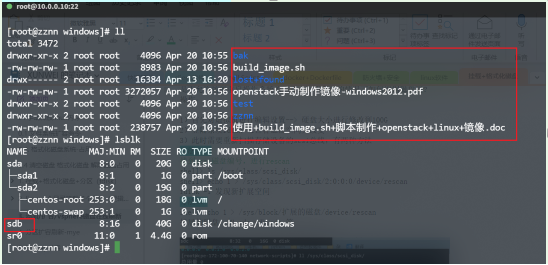 root@10.0.0.10:22
[root@zznn windows]# ll
total 3472
drwxr-xr-x 2 root root 4096 Apr 20 10:55 bak
-rw-rw-rw- 1 root root 8983 Apr 20 10:56 build_image.sh
drwx------ 2 root root 16384 Apr 13 16:20 lost+found
-rw-rw-rw- 1 root root 3272057 Apr 20 10:56 openstack手动制作镜像-windows2012.pdf
drwxr-xr-x 2 root root 4096 Apr 20 10:56 test
drwxr-xr-x 2 root root 4096 Apr 20 10:56 zznn
-rw-rw-rw- 1 root root 238757 Apr 20 10:56 使用+build_image.sh+脚本制作+openstack+linux+镜像.doc
[root@zznn windows]# lsblk
NAME MAJ:MIN RM SIZE RO TYPE MOUNTPOINT
sda 8:0 0 20G 0 disk
├─sda1 8:1 0 1G 0 part /boot
└─sda2 8:2 0 19G 0 part
├─centos-root 253:0 0 18G 0 lvm /
└─centos-swap 253:1 0 1G 0 lvm
sdb 8:16 0 40G 0 disk /change/windows
sr0 11:0 1 4.4G 0 rom
[root@zznn windows]#